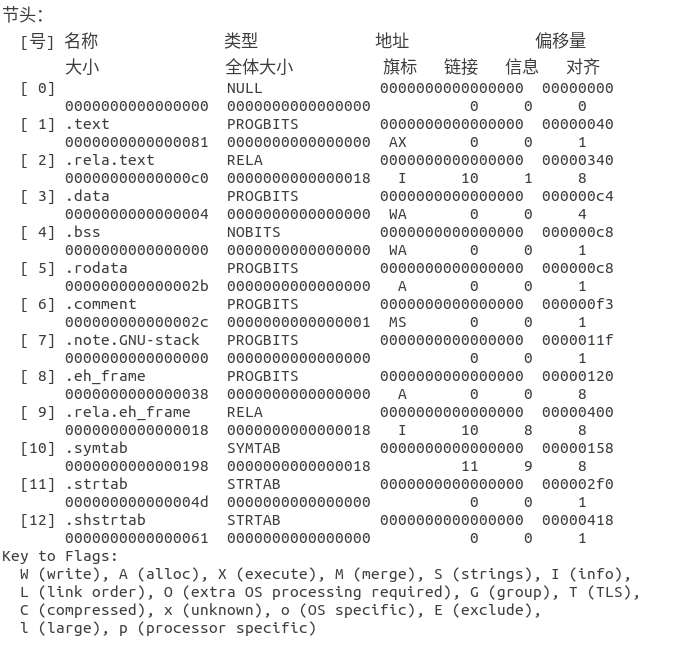 节头：
[号] 名称 类型 地址 偏移量
大小 全体大小 旗标 链接 信息 对齐
[ 0] NULL 0000000000000000 00000000
0000000000000000 0000000000000000 0 0 0
[ 1] .text PROGBITS 0000000000000000 00000040
0000000000000081 0000000000000000 AX 0 0 1
[ 2] .rela.text RELA 0000000000000000 00000340
00000000000000c0 0000000000000018 I 10 1 8
[ 3] .data PROGBITS 0000000000000000 000000c4
0000000000000004 0000000000000000 WA 0 0 4
[ 4] .bss NOBITS 0000000000000000 000000c8
0000000000000000 0000000000000000 WA 0 0 1
[ 5] .rodata PROGBITS 0000000000000000 000000c8
000000000000002b 0000000000000000 A 0 0 1
[ 6] .comment PROGBITS 0000000000000000 000000f3
000000000000002c 0000000000000001 MS 0 0 1
[ 7] .note.GNU-stack PROGBITS 0000000000000000 0000011f
0000000000000000 0000000000000000 0 0 1
[ 8] .eh_frame PROGBITS 0000000000000000 00000120
0000000000000038 0000000000000000 A 0 0 8
[ 9] .rela.eh_frame RELA 0000000000000000 00000400
0000000000000018 0000000000000018 I 10 8 8
[10] .symtab SYMTAB 0000000000000000 00000158
0000000000000198 0000000000000018 11 9 8
[11] .strtab STRTAB 0000000000000000 000002f0
000000000000004d 0000000000000000 0 0 1
[12] .shstrtab STRTAB 0000000000000000 00000418
0000000000000061 0000000000000000 0 0 1
Key to Flags:
W (write), A (alloc), X (execute), M (merge), S (strings), I (info),
L (link order), O (extra OS processing required), G (group), T (TLS),
C (compressed), x (unknown), o (OS specific), E (exclude),
l (large), p (processor specific)